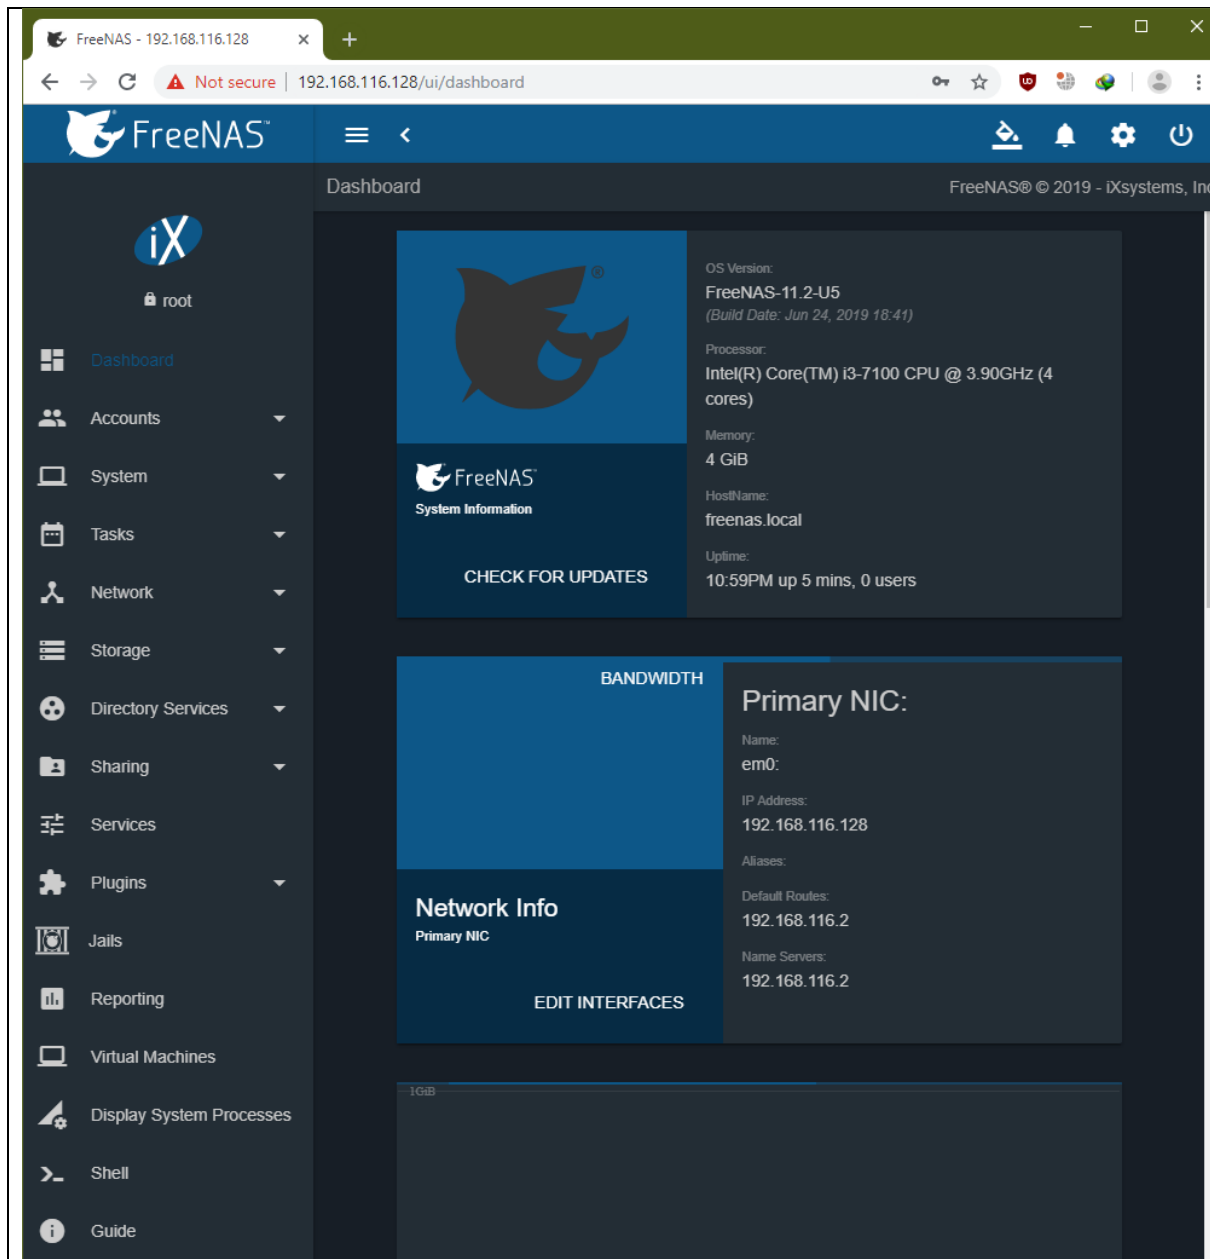 FreeNAS - 192.168.116.128
Not secure | 192.168.116.128/ui/dashboard
FreeNAS™
Dashboard
FreeNAS® © 2019 - iXsystems, Inc
iX
root
Dashboard
Accounts
System
Tasks
Network
Storage
Directory Services
Sharing
Services
Plugins
Jails
Reporting
Virtual Machines
Display System Processes
Shell
Guide
®
FreeNAS™
System Information
CHECK FOR UPDATES
OS Version:
FreeNAS-11.2-U5
(Build Date: Jun 24, 2019 18:41)
Processor:
Intel(R) Core(TM) i3-7100 CPU @ 3.90GHz (4
cores)
Memory:
4 GiB
HostName:
freenas.local
Uptime:
10:59PM up 5 mins, 0 users
BANDWIDTH
Network Info
Primary NIC
EDIT INTERFACES
Primary NIC:
Name:
em0:
IP Address:
192.168.116.128
Aliases:
Default Routes:
192.168.116.2
Name Servers:
192.168.116.2
1GiB